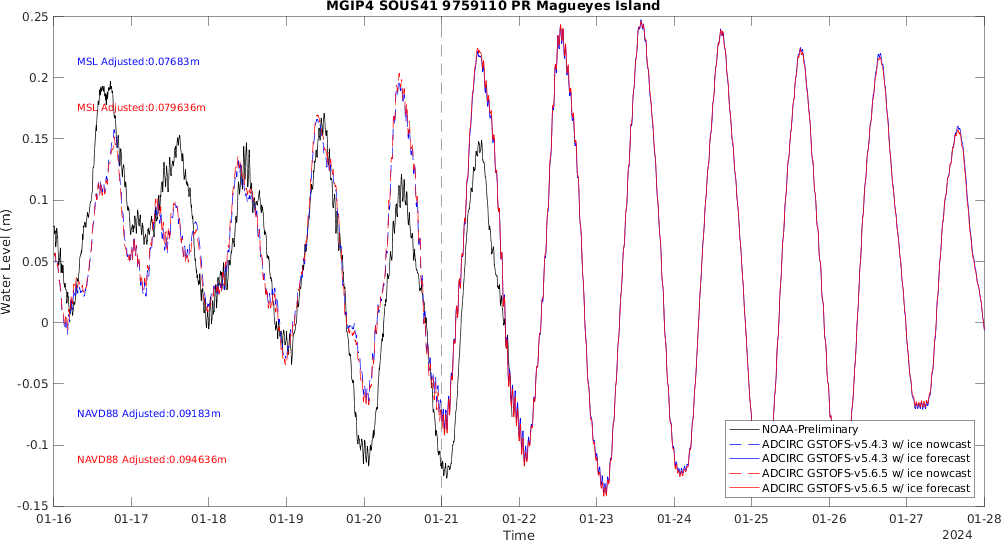 MGIP4 SOUS41 9759110 PR Magueyes Island
0.25
0.2
0.15
0.1
0.05
0
-0.05
-0.1
-0.15
Water Level (m)
MSL Adjusted:0.07683m
MSL Adjusted:0.079636m
NAVD88 Adjusted:0.09183m
NAVD88 Adjusted:0.094636m
NOAA-Preliminary
ADCIRC GSTOFS-v5.4.3 w/ ice nowcast
ADCIRC GSTOFS-v5.4.3 w/ ice forecast
ADCIRC GSTOFS-v5.6.5 w/ ice nowcast
ADCIRC GSTOFS-v5.6.5 w/ ice forecast
01-16 01-17 01-18 01-19 01-20 01-21 01-22 01-23 01-24 01-25 01-26 01-27 01-28
Time
2024